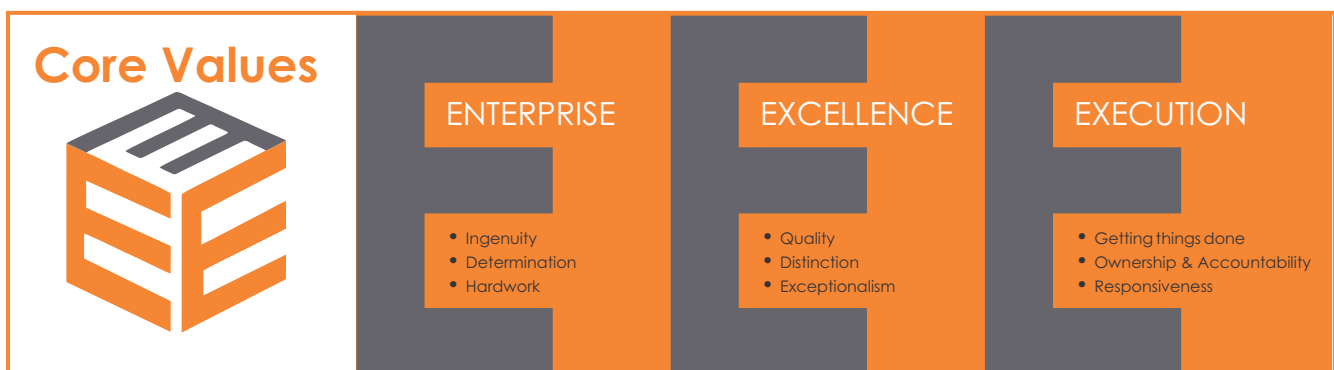 Core Values
ENTERPRISE
• Ingenuity
• Determination
• Hardwork
EXCELLENCE
• Quality
• Distinction
• Exceptionalism
EXECUTION
• Getting things done
• Ownership & Accountability
• Responsiveness